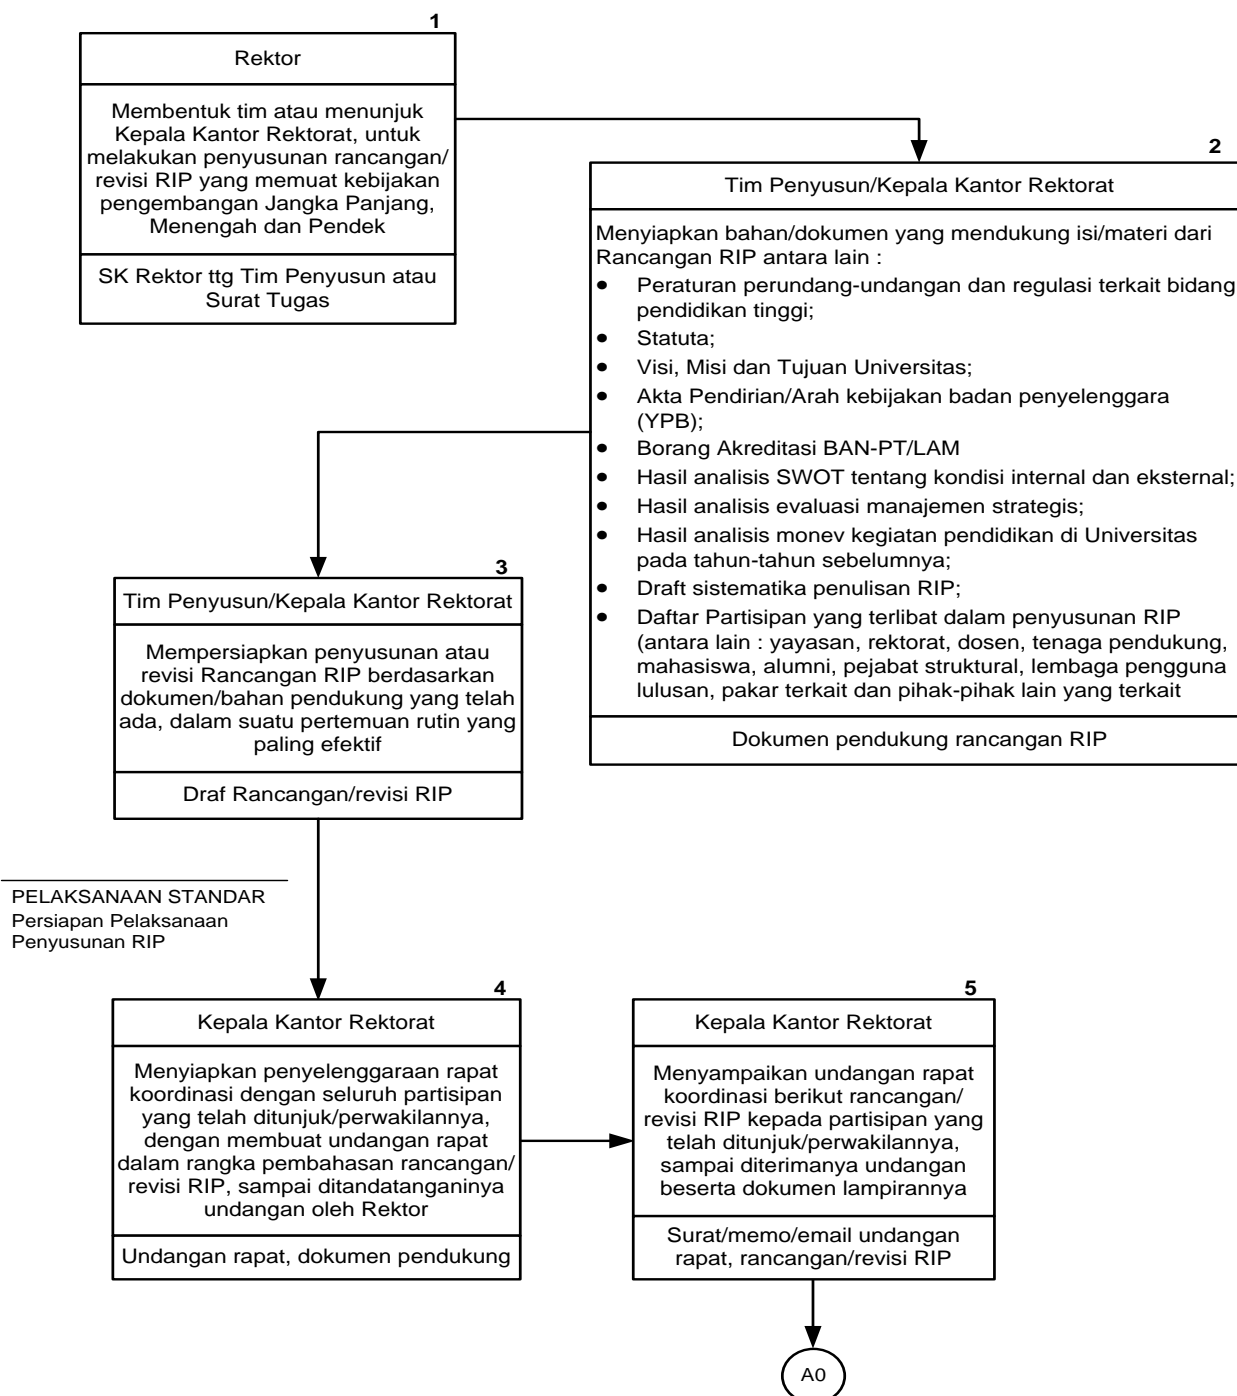 1
Rektor
Membentuk tim atau menunjuk
Kepala Kantor Rektorat, untuk
melakukan penyusunan rancangan/
revisi RIP yang memuat kebijakan
pengembangan Jangka Panjang,
Menengah dan Pendek
SK Rektor ttg Tim Penyusun atau
Surat Tugas
2
Tim Penyusun/Kepala Kantor Rektorat
Menyiapkan bahan/dokumen yang mendukung isi/materi dari
Rancangan RIP antara lain :
● Peraturan perundang-undangan dan regulasi terkait bidang
pendidikan tinggi;
● Statuta;
● Visi, Misi dan Tujuan Universitas;
● Akta Pendirian/Arah kebijakan badan penyelenggara
(YPB);
● Borang Akreditasi BAN-PT/LAM
● Hasil analisis SWOT tentang kondisi internal dan eksternal;
● Hasil analisis evaluasi manajemen strategis;
● Hasil analisis monev kegiatan pendidikan di Universitas
pada tahun-tahun sebelumnya;
● Draft sistematika penulisan RIP;
● Daftar Partisipan yang terlibat dalam penyusunan RIP
(antara lain : yayasan, rektorat, dosen, tenaga pendukung,
mahasiswa, alumni, pejabat struktural, lembaga pengguna
lulusan, pakar terkait dan pihak-pihak lain yang terkait
Dokumen pendukung rancangan RIP
3
Tim Penyusun/Kepala Kantor Rektorat
Mempersiapkan penyusunan atau
revisi Rancangan RIP berdasarkan
dokumen/bahan pendukung yang telah
ada, dalam suatu pertemuan rutin yang
paling efektif
Draf Rancangan/revisi RIP
PELAKSANAAN STANDAR
Persiapan Pelaksanaan
Penyusunan RIP
4
Kepala Kantor Rektorat
Menyiapkan penyelenggaraan rapat
koordinasi dengan seluruh partisipan
yang telah ditunjuk/perwakilannya,
dengan membuat undangan rapat
dalam rangka pembahasan rancangan/
revisi RIP, sampai ditandatanganinya
undangan oleh Rektor
Undangan rapat, dokumen pendukung
5
Kepala Kantor Rektorat
Menyampaikan undangan rapat
koordinasi berikut rancangan/
revisi RIP kepada partisipan yang
telah ditunjuk/perwakilannya,
sampai diterimanya undangan
beserta dokumen lampirannya
Surat/memo/email undangan
rapat, rancangan/revisi RIP
A0